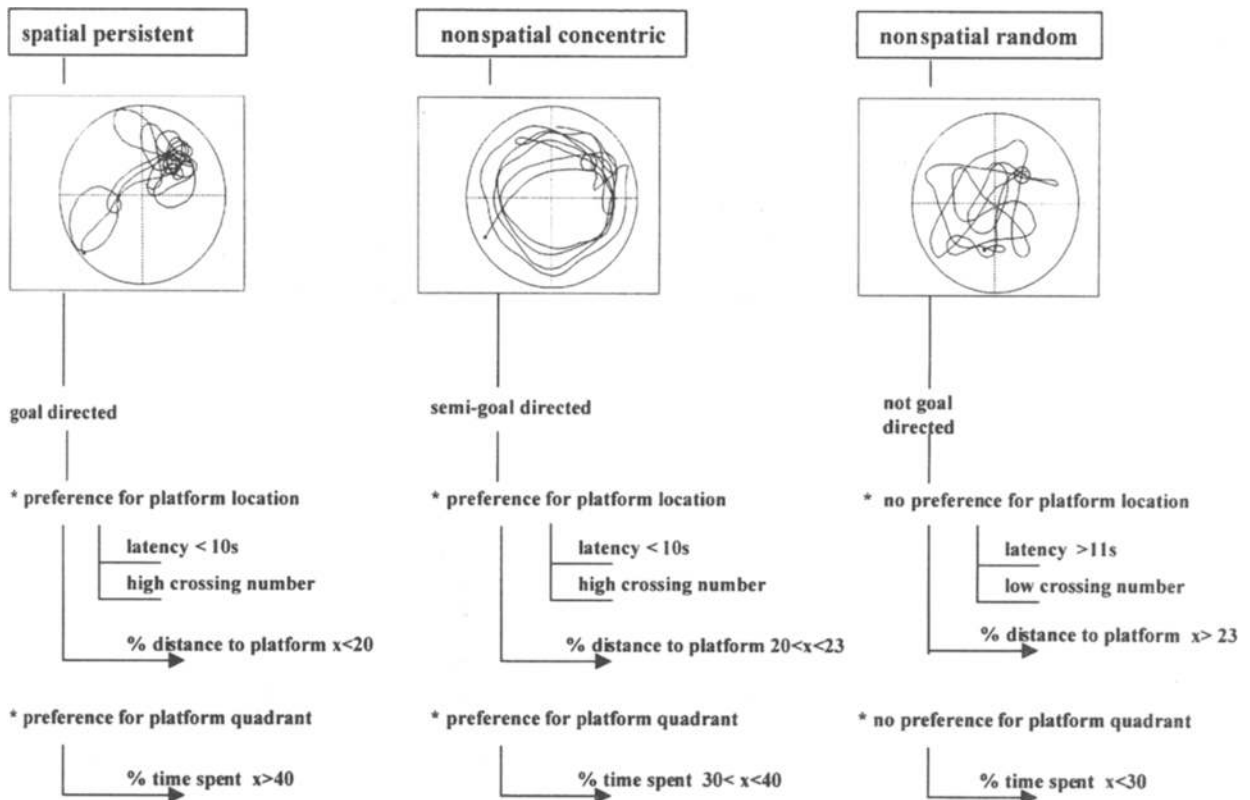 spatial persistent
goal directed
* preference for platform location
latency < 10s
high crossing number
% distance to platform x<20
* preference for platform quadrant
% time spent x>40
nonspatial concentric
semi-goal directed
* preference for platform location
latency < 10s
high crossing number
% distance to platform 20<x<23
* preference for platform quadrant
% time spent 30< x<40
nonspatial random
not goal
directed
* no preference for platform location
latency >11s
low crossing number
% distance to platform x> 23
* no preference for platform quadrant
% time spent x<30